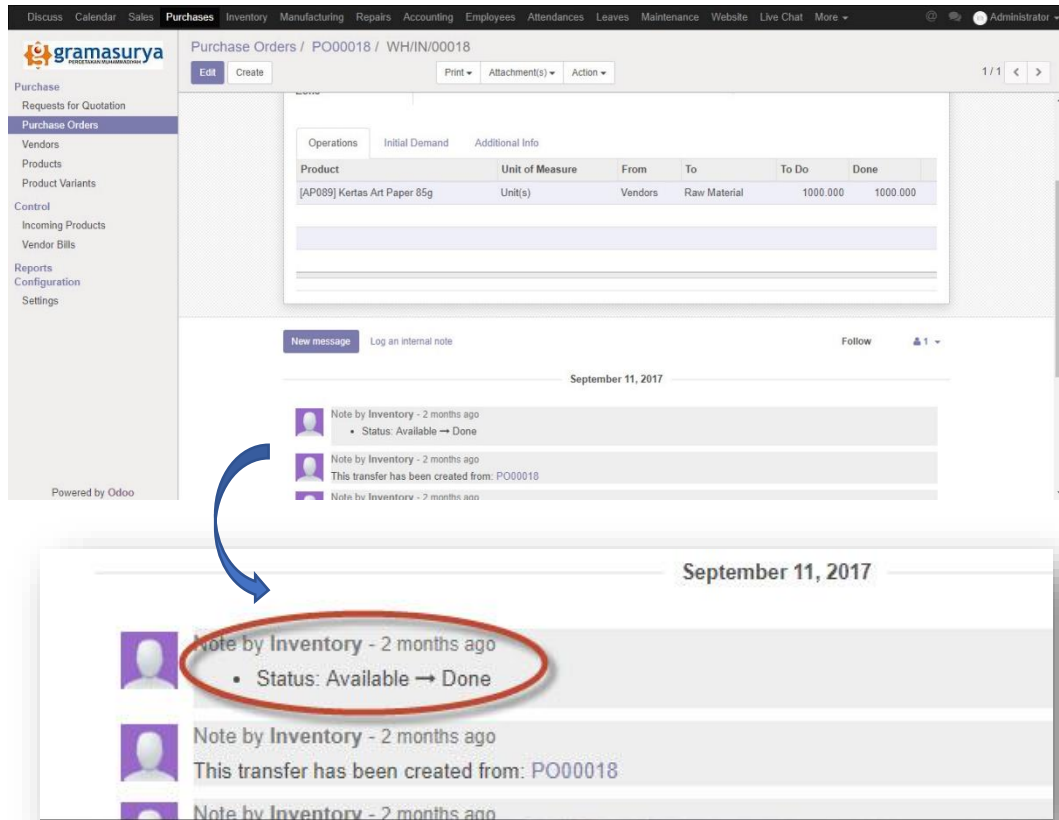 Discuss Calendar Sales Purchases Inventory Manufacturing Repairs Accounting Employees Attendances Leaves Maintenance Website Live Chat More @ Administrator
gramasurya
PERCETAKAN MUHAMMADIYAH
Purchase Orders / PO00018 / WH/IN/00018
Edit Create Print Attachment(s) Action 1 / 1
Purchase
Requests for Quotation
Purchase Orders
Vendors
Products
Product Variants
Control
Incoming Products
Vendor Bills
Reports
Configuration
Settings
Powered by Odoo
Operations Initial Demand Additional Info
Product Unit of Measure From To To Do Done
[AP089] Kertas Art Paper 85g Unit(s) Vendors Raw Material 1000.000 1000.000
New message Log an internal note Follow 1
September 11, 2017
Note by Inventory - 2 months ago
• Status: Available → Done
Note by Inventory - 2 months ago
This transfer has been created from: PO00018
Note by Inventory - 2 months ago
September 11, 2017
Note by Inventory - 2 months ago
• Status: Available → Done
Note by Inventory - 2 months ago
This transfer has been created from: PO00018
Note by Inventory - 2 months ago